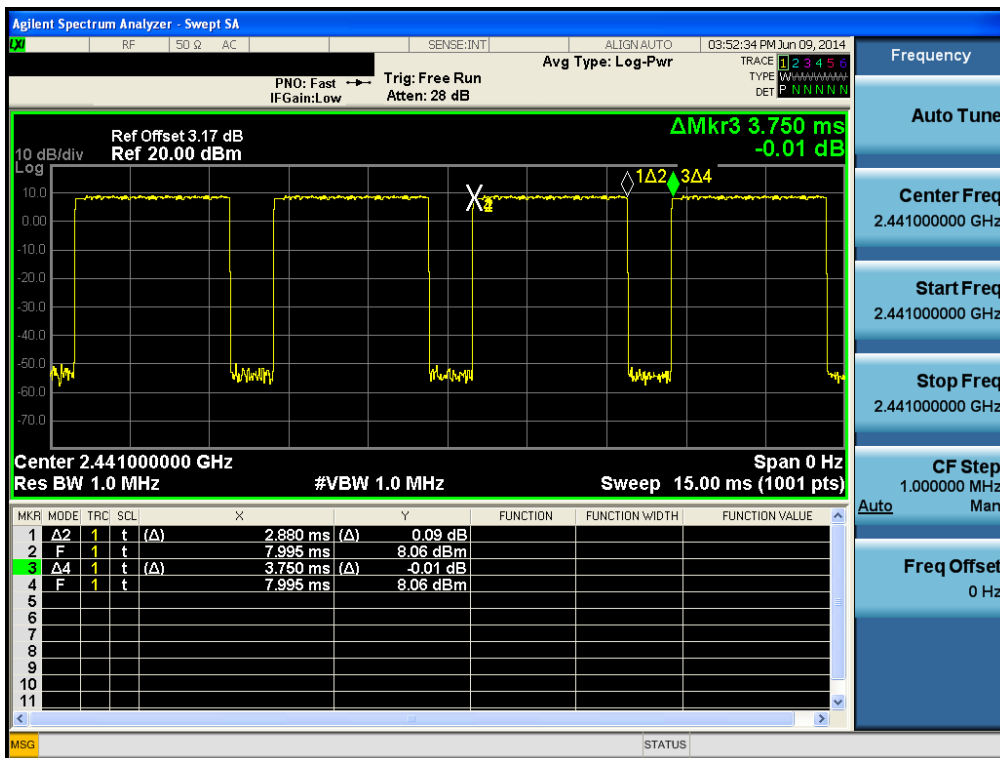 Agilent Spectrum Analyzer - Swept SA
LXI RF 50 Ω AC SENSE:INT ALIGN AUTO 03:52:34 PM Jun 09, 2014
Frequency
PNO: Fast Trig: Free Run Avg Type: Log-Pwr TRACE 1 2 3 4 5 6
IFGain:Low Atten: 28 dB TYPE WWWWWW
DET P N N N N N
Auto Tune
Ref Offset 3.17 dB ΔMkr3 3.750 ms
10 dB/div Ref 20.00 dBm -0.01 dB
Log
1Δ2 3Δ4
10.0
0.00
-10.0
-20.0
-30.0
-40.0
-50.0
-60.0
-70.0
X
Center Freq
2.441000000 GHz
Start Freq
2.441000000 GHz
Stop Freq
2.441000000 GHz
Center 2.441000000 GHz Span 0 Hz
Res BW 1.0 MHz #VBW 1.0 MHz Sweep 15.00 ms (1001 pts)
CF Step
1.000000 MHz
Auto Man
Freq Offset
0 Hz
MKR MODE TRC SCL X Y FUNCTION FUNCTION WIDTH FUNCTION VALUE
1 Δ2 1 t (Δ) 2.880 ms (Δ) 0.09 dB
2 F 1 t 7.995 ms 8.06 dBm
3 Δ4 1 t (Δ) 3.750 ms (Δ) -0.01 dB
4 F 1 t 7.995 ms 8.06 dBm
5
6
7
8
9
10
11
MSG STATUS